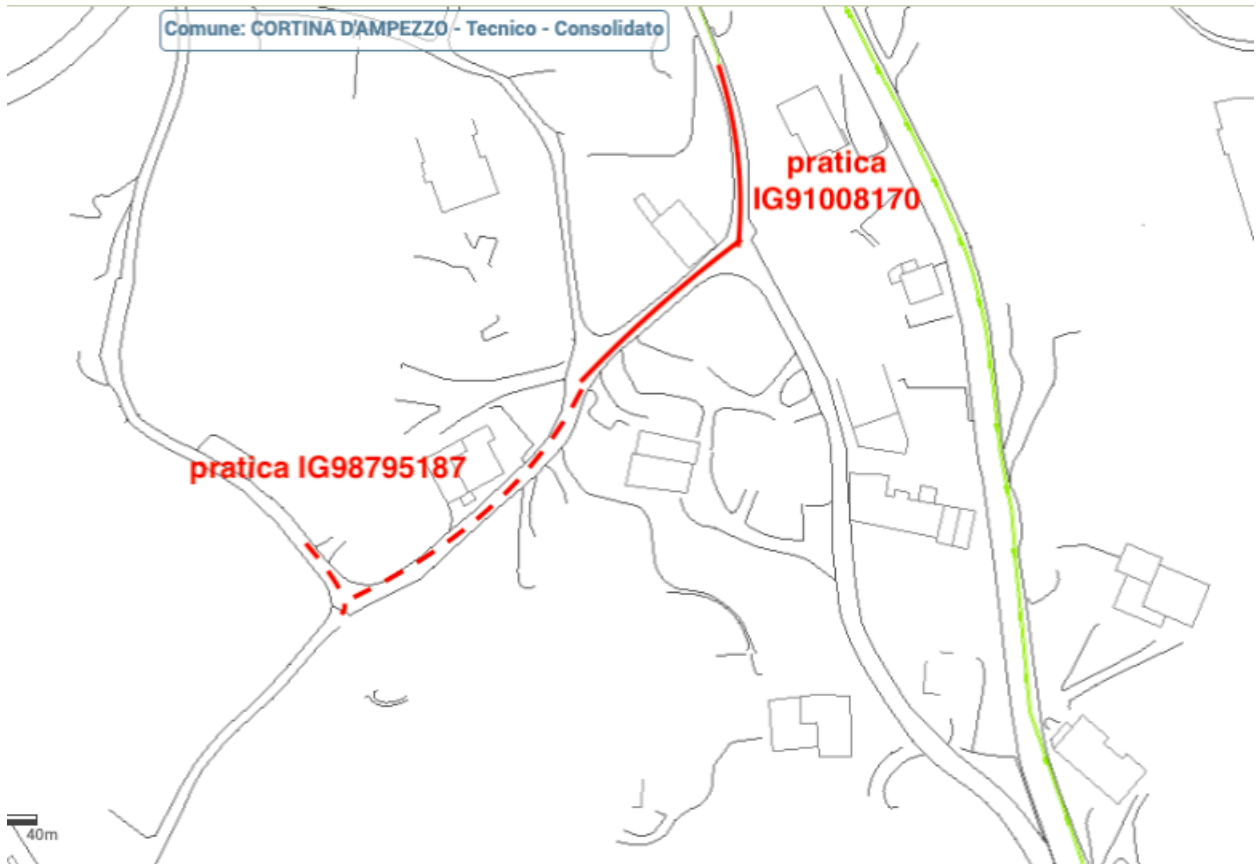 Comune: CORTINA D'AMPEZZO - Tecnico - Consolidato
pratica
IG91008170
pratica IG98795187
40m